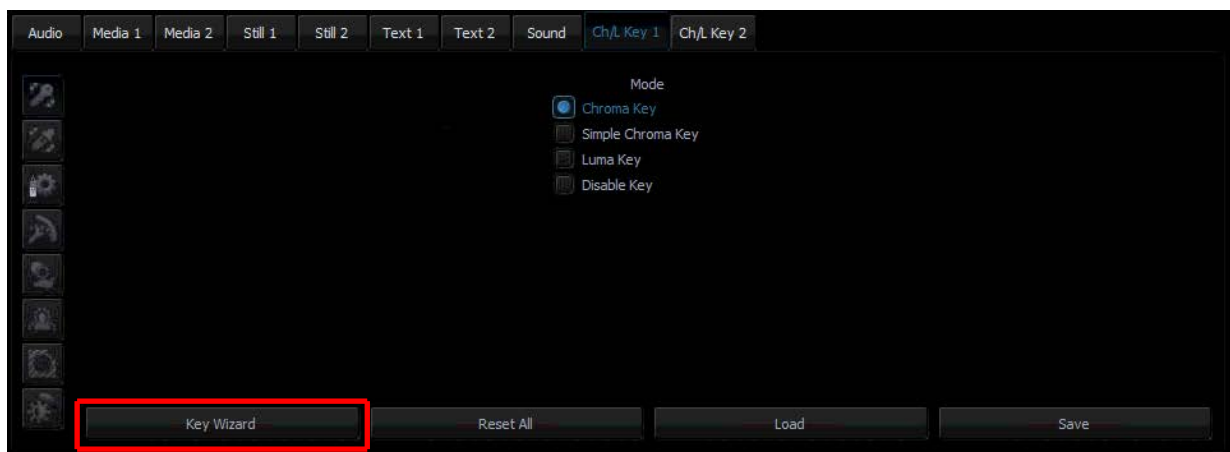 Audio Media 1 Media 2 Still 1 Still 2 Text 1 Text 2 Sound Ch/L Key 1 Ch/L Key 2
Mode
Chroma Key
Simple Chroma Key
Luma Key
Disable Key
Key Wizard Reset All Load Save